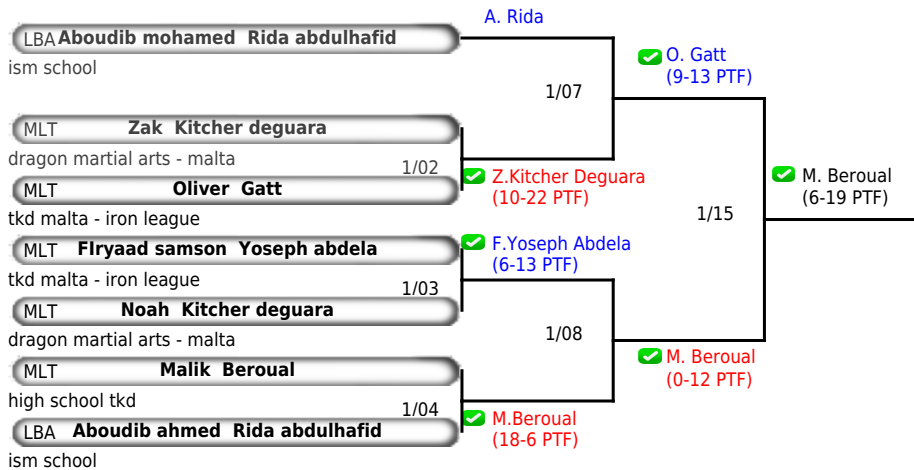 A. Rida
LBA Aboudib mohamed Rida abdulhafid
ism school
O. Gatt
(9-13 PTF)
1/07
MLT Zak Kitcher deguara
dragon martial arts - malta
1/02
Z.Kitcher Deguara
(10-22 PTF)
MLT Oliver Gatt
tkd malta - iron league
M. Beroual
(6-19 PTF)
1/15
MLT FIryaad samson Yoseph abdela
tkd malta - iron league
F.Yoseph Abdela
(6-13 PTF)
1/03
MLT Noah Kitcher deguara
dragon martial arts - malta
1/08
MLT Malik Beroual
high school tkd
M. Beroual
(0-12 PTF)
1/04
M.Beroual
(18-6 PTF)
LBA Aboudib ahmed Rida abdulhafid
ism school